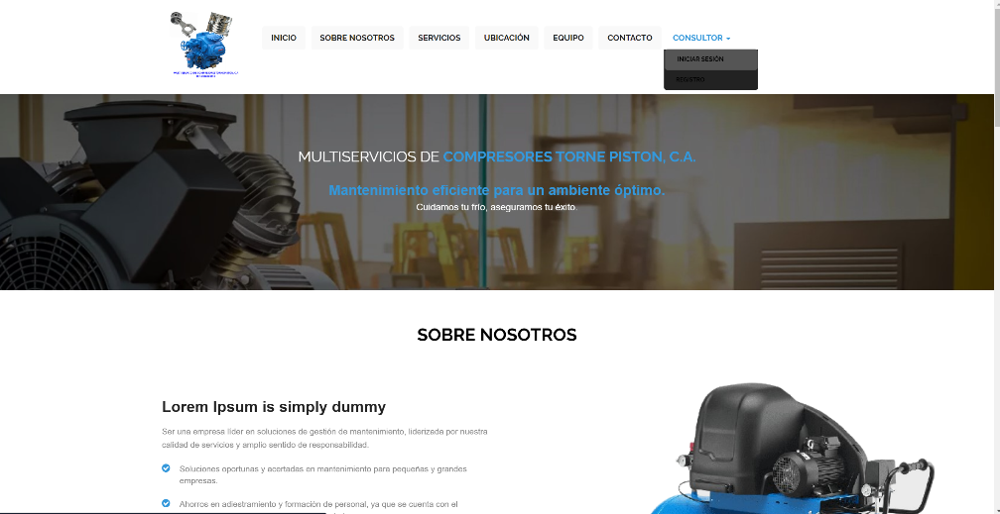 INICIO
SOBRE NOSOTROS
SERVICIOS
UBICACIÓN
EQUIPO
CONTACTO
CONSULTOR
INICIAR SESIÓN
REGISTRO
MULTISERVICIOS DE COMPRESORES TORNE PISTON, C.A.
Mantenimiento eficiente para un ambiente óptimo.
Cuidamos tu frío, aseguramos tu éxito.
SOBRE NOSOTROS
Lorem Ipsum is simply dummy
Ser una empresa líder en soluciones de gestión de mantenimiento, liderizada por nuestra
calidad de servicios y amplio sentido de responsabilidad.
Soluciones oportunas y acertadas en mantenimiento para pequeñas y grandes
empresas.
Ahorros en adiestramiento y formación de personal, ya que se cuenta con el